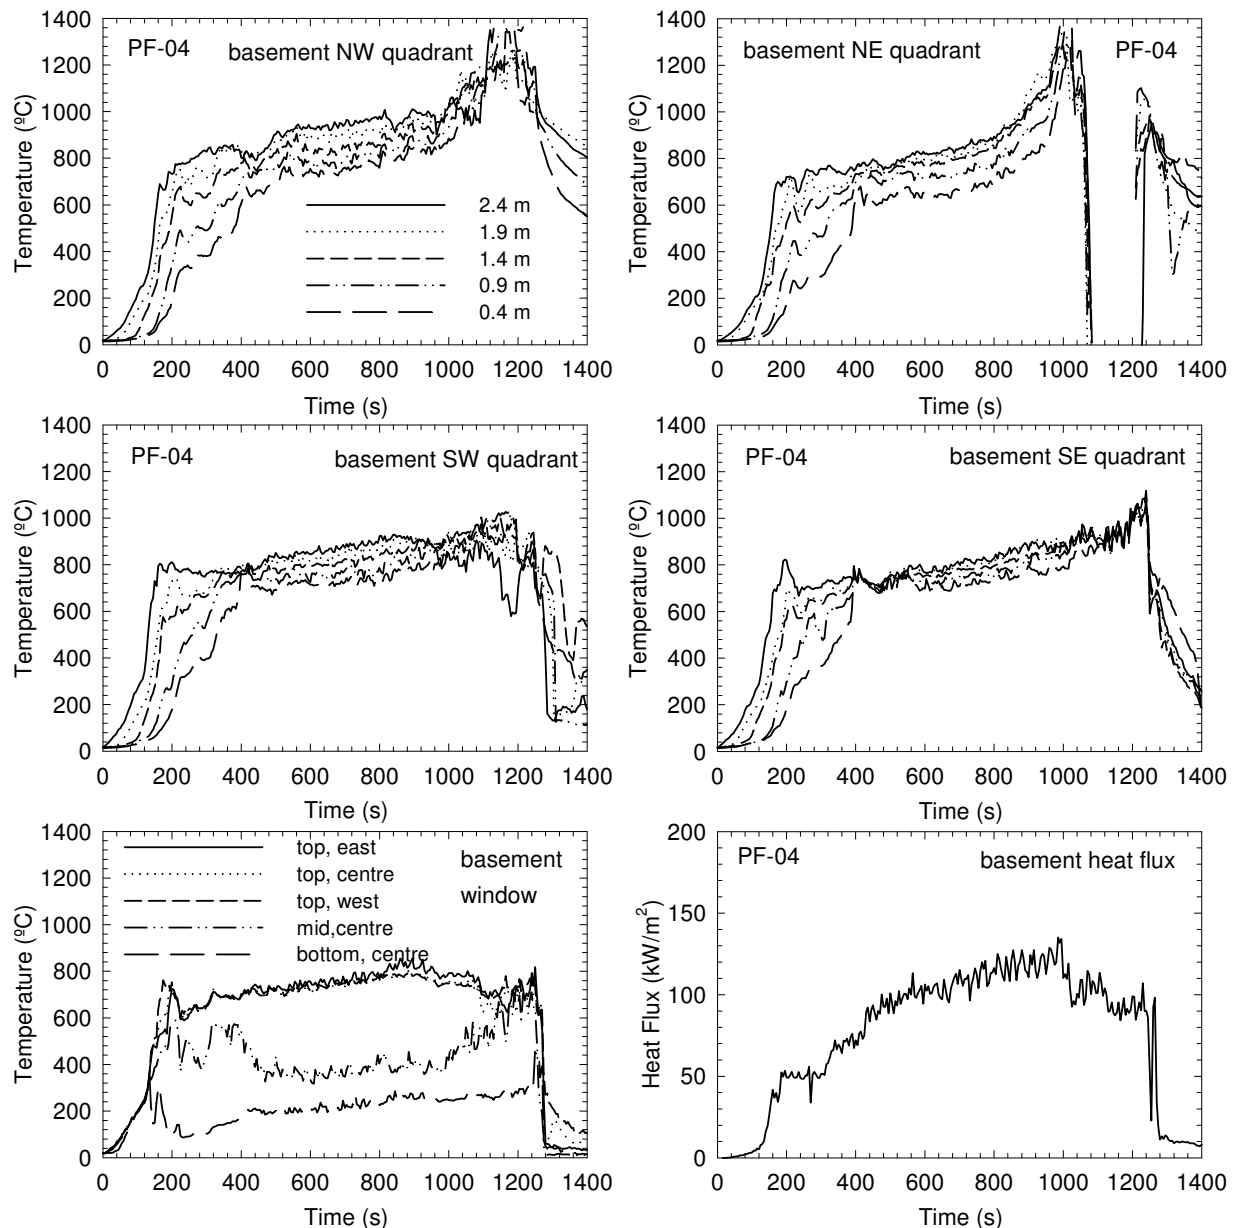 PF-04
basement NW quadrant
Temperature (ºC)
1400
1200
1000
800
600
400
200
0
2.4 m
1.9 m
1.4 m
0.9 m
0.4 m
0 200 400 600 800 1000 1200 1400
Time (s)
basement NE quadrant
PF-04
Temperature (ºC)
1400
1200
1000
800
600
400
200
0
0 200 400 600 800 1000 1200 1400
Time (s)
PF-04
basement SW quadrant
Temperature (ºC)
1400
1200
1000
800
600
400
200
0
0 200 400 600 800 1000 1200 1400
Time (s)
PF-04
basement SE quadrant
Temperature (ºC)
1400
1200
1000
800
600
400
200
0
0 200 400 600 800 1000 1200 1400
Time (s)
top, east
top, centre
top, west
mid,centre
bottom, centre
basement
window
Temperature (ºC)
1400
1200
1000
800
600
400
200
0
0 200 400 600 800 1000 1200 1400
Time (s)
PF-04
basement heat flux
Heat Flux (kW/m²)
200
150
100
50
0
0 200 400 600 800 1000 1200 1400
Time (s)